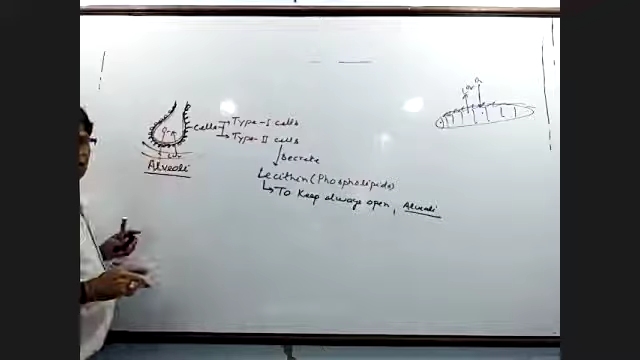 Cells
Type-I cells
Type-II cells
Secrete
Lecithin (Phospholipids)
To Keep always open, Alveoli
Alveoli